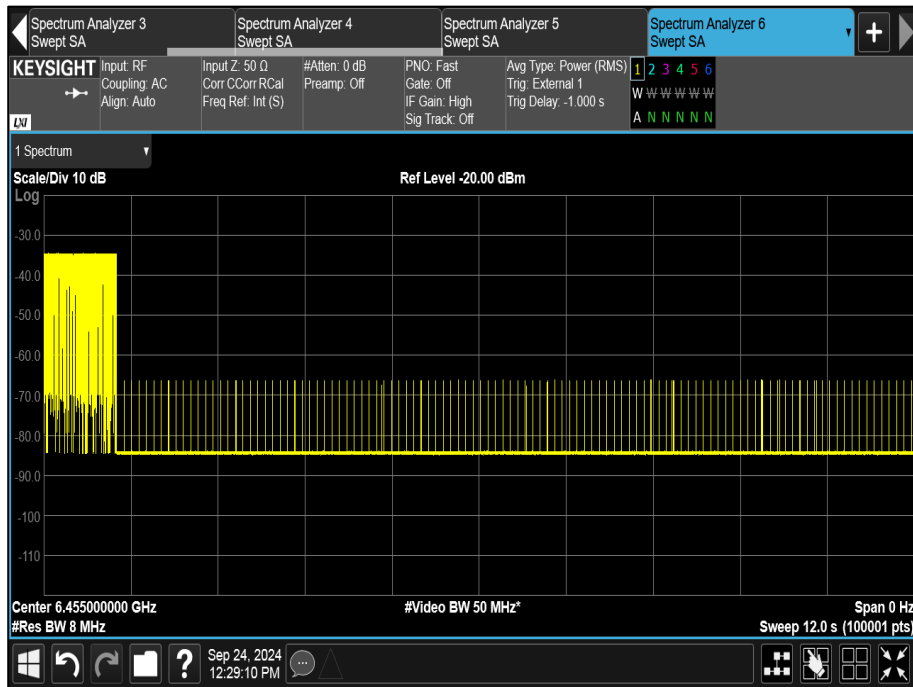 Spectrum Analyzer 3
Swept SA
Spectrum Analyzer 4
Swept SA
Spectrum Analyzer 5
Swept SA
Spectrum Analyzer 6
Swept SA
KEYSIGHT
Input: RF
Coupling: AC
Align: Auto
LXI
Input Z: 50 Ω
Corr CCorr RCal
Freq Ref: Int (S)
#Atten: 0 dB
Preamp: Off
PNO: Fast
Gate: Off
IF Gain: High
Sig Track: Off
Avg Type: Power (RMS)
Trig: External 1
Trig Delay: -1.000 s
1 2 3 4 5 6
W W W W W W
A N N N N N
1 Spectrum
Scale/Div 10 dB
Ref Level -20.00 dBm
Log
-30.0
-40.0
-50.0
-60.0
-70.0
-80.0
-90.0
-100
-110
Center 6.455000000 GHz
#Video BW 50 MHz*
Span 0 Hz
#Res BW 8 MHz
Sweep 12.0 s (100001 pts)
?
Sep 24, 2024
12:29:10 PM